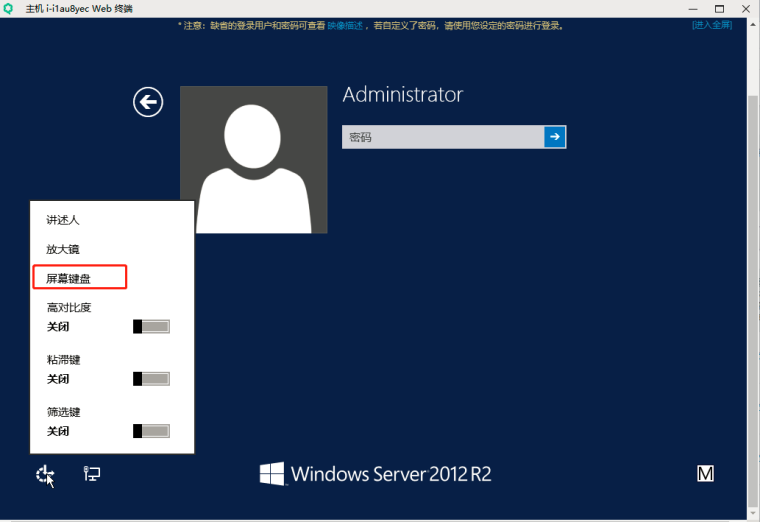 主机 i-i1au8yec Web 终端
* 注意：缺省的登录用户和密码可查看 映像描述 ，若自定义了密码，请使用您设定的密码进行登录。
[进入全屏]
Administrator
密码
讲述人
放大镜
屏幕键盘
高对比度
关闭
粘滞键
关闭
筛选键
关闭
Windows Server 2012 R2
M